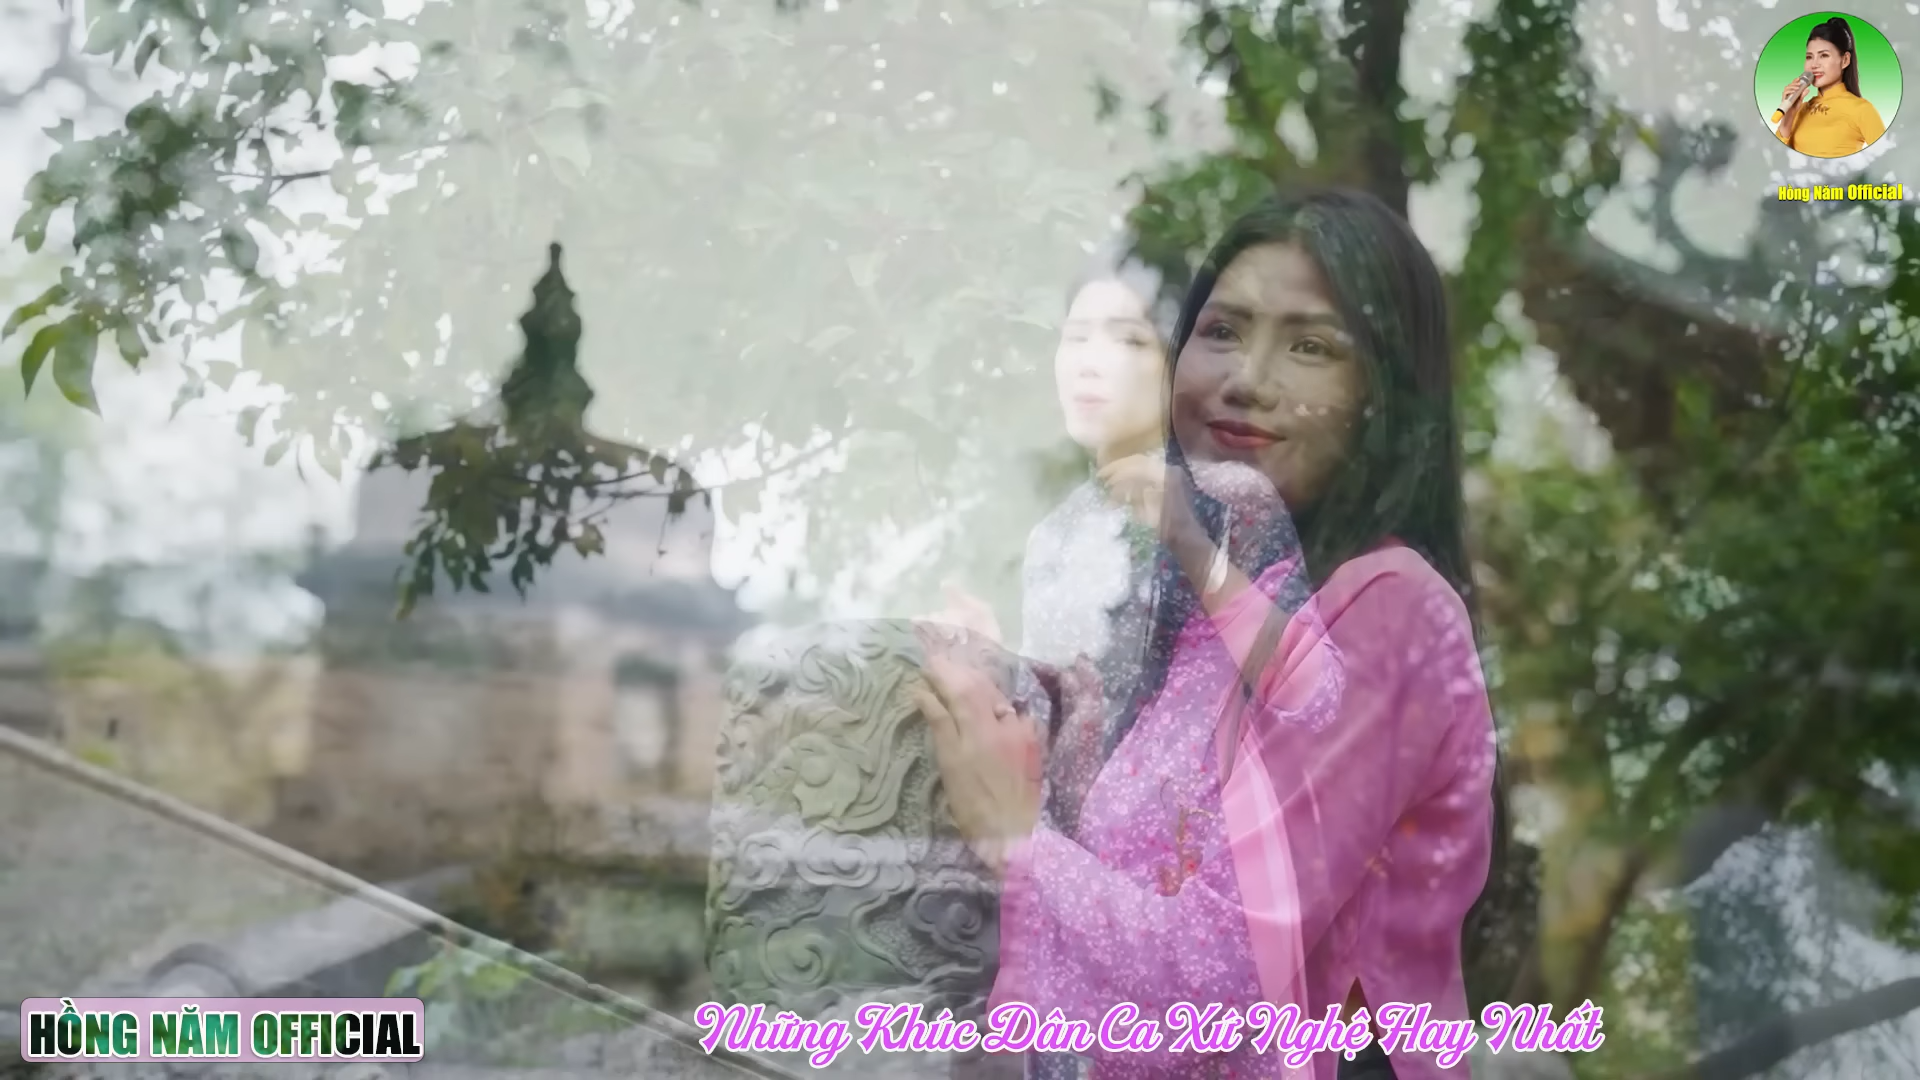 Hồng Năm Official
HỒNG NĂM OFFICIAL
Những Khúc Dân Ca Xứ Nghệ Hay Nhất